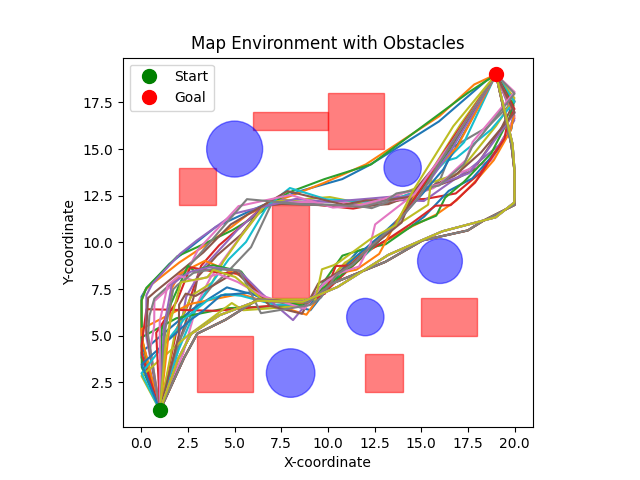 Map Environment with Obstacles
Start
Goal
17.5
15.0
12.5
10.0
7.5
5.0
2.5
Y-coordinate
0.0 2.5 5.0 7.5 10.0 12.5 15.0 17.5 20.0
X-coordinate